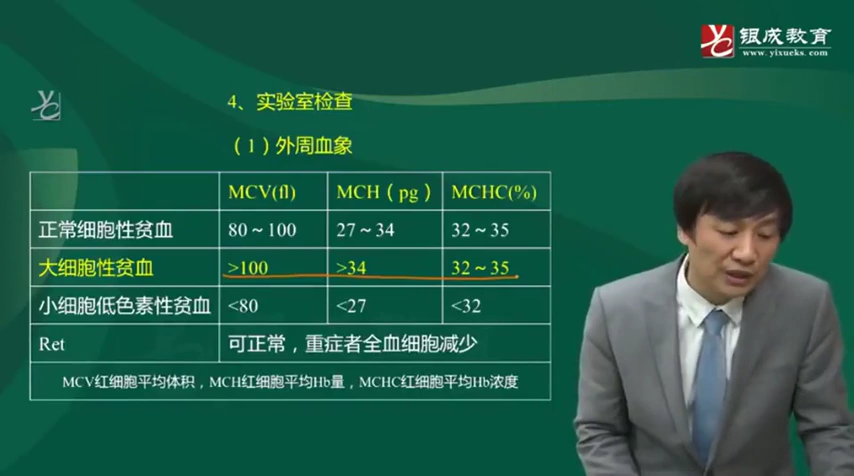 银成教育
www.yixueks.com
4、实验室检查
（1）外周血象
MCV(fl) MCH（pg） MCHC(%)
正常细胞性贫血 80～100 27～34 32～35
大细胞性贫血 >100 >34 32～35
小细胞低色素性贫血 <80 <27 <32
Ret 可正常，重症者全血细胞减少
MCV红细胞平均体积，MCH红细胞平均Hb量，MCHC红细胞平均Hb浓度